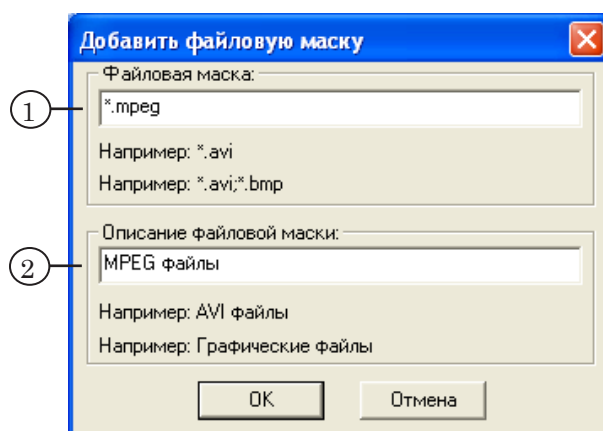 Добавить файловую маску
Файловая маска:
1
*.mpeg
Например: *.avi
Например: *.avi;*.bmp
Описание файловой маски:
2
MPEG файлы
Например: AVI файлы
Например: Графические файлы
OK
Отмена